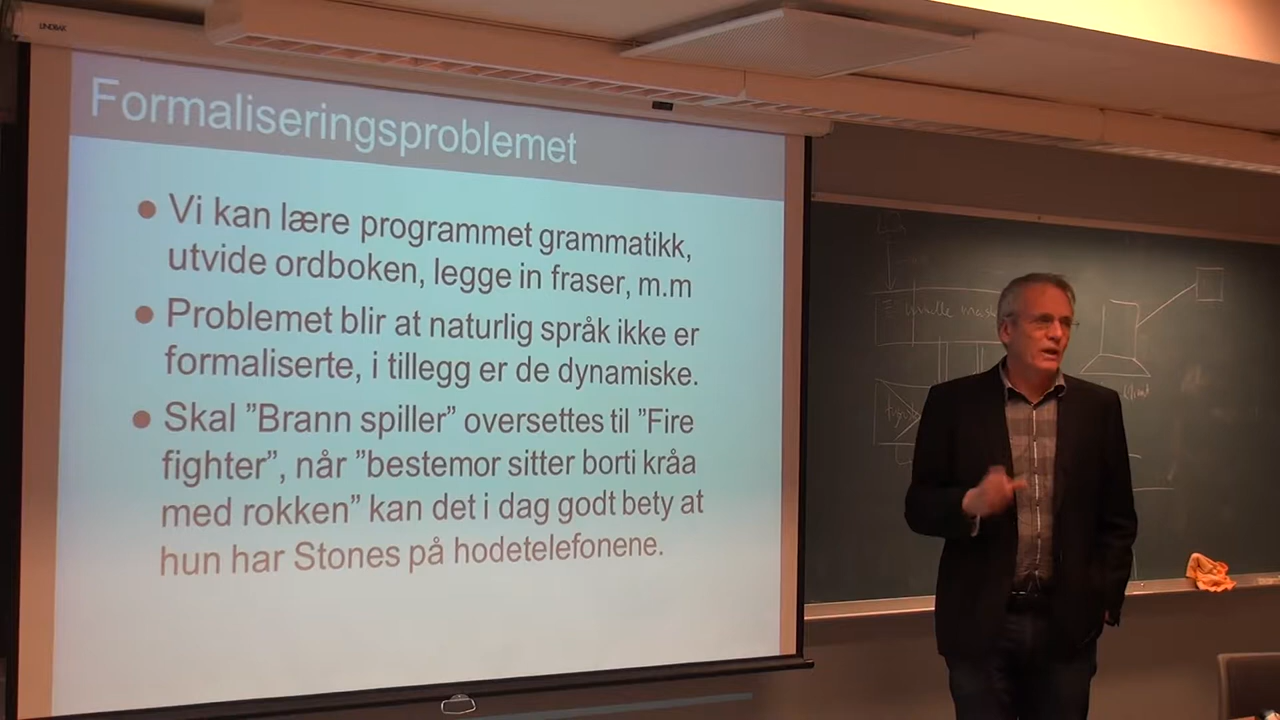 LINDBAK
Formaliseringsproblemet
Vi kan lære programmet grammatikk,
utvide ordboken, legge in fraser, m.m
Problemet blir at naturlig språk ikke er
formaliserte, i tillegg er de dynamiske.
Skal ”Brann spiller” oversettes til ”Fire
fighter”, når ”bestemor sitter borti kråa
med rokken” kan det i dag godt bety at
hun har Stones på hodetelefonene.